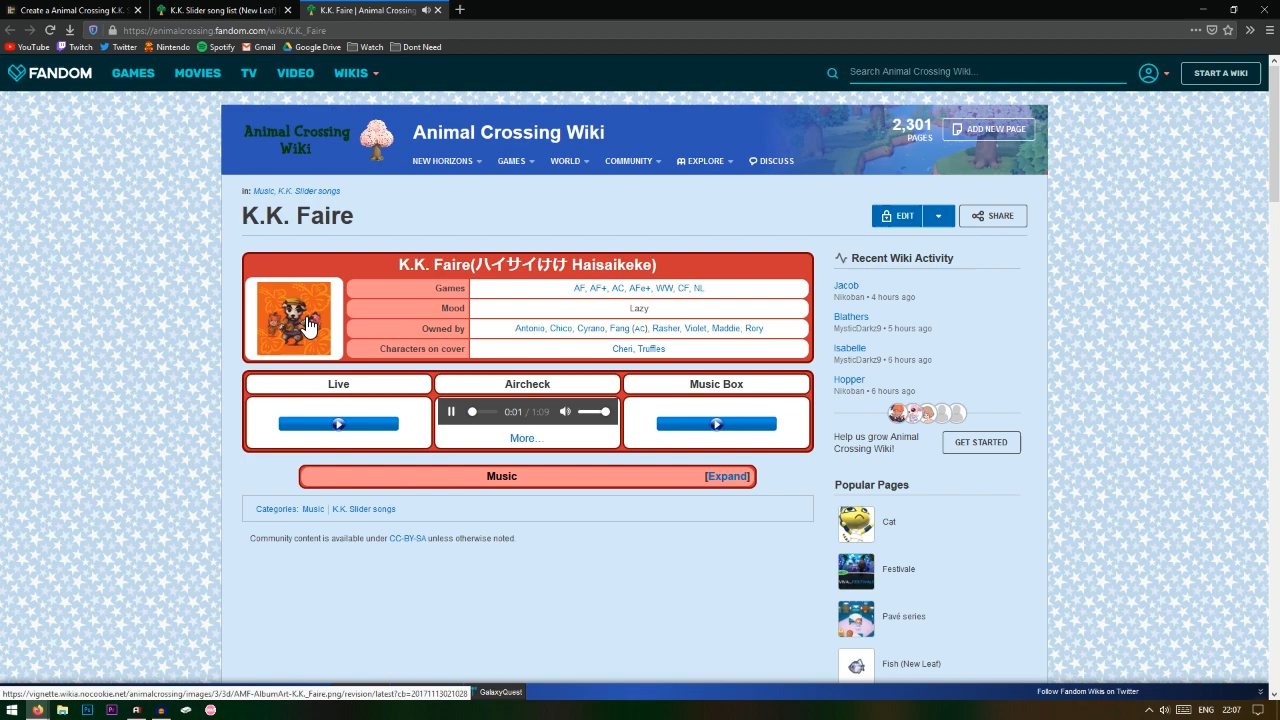 Create a Animal Crossing K.K. S
K.K. Slider song list (New Leaf)
K.K. Faire | Animal Crossing
https://animalcrossing.fandom.com/wiki/K.K._Faire
YouTube Twitch Twitter Nintendo Spotify Gmail Google Drive Watch Dont Need
FANDOM GAMES MOVIES TV VIDEO WIKIS
Search Animal Crossing Wiki...
START A WIKI
Animal Crossing Wiki
Animal Crossing Wiki
2,301
PAGES
ADD NEW PAGE
NEW HORIZONS GAMES WORLD COMMUNITY EXPLORE DISCUSS
in: Music, K.K. Slider songs
K.K. Faire
EDIT
SHARE
K.K. Faire(ハイサイけけ Haisaikeke)
Games AF, AF+, AC, AFe+, WW, CF, NL
Mood Lazy
Owned by Antonio, Chico, Cyrano, Fang (AC), Rasher, Violet, Maddie, Rory
Characters on cover Cheri, Truffles
Live Aircheck Music Box
0:01 / 1:09
More...
Music [Expand]
Categories: Music K.K. Slider songs
Community content is available under CC-BY-SA unless otherwise noted.
Recent Wiki Activity
Jacob
Nikoban • 4 hours ago
Blathers
MysticDarkz9 • 5 hours ago
Isabelle
MysticDarkz9 • 6 hours ago
Hopper
Nikoban • 6 hours ago
Help us grow Animal
Crossing Wiki!
GET STARTED
Popular Pages
Cat
Festivale
Pavé series
Fish (New Leaf)
https://vignette.wikia.nocookie.net/animalcrossing/images/3/3d/AMF-AlbumArt-K.K._Faire.png/revision/latest?cb=20171113021028
GalaxyQuest
Follow Fandom Wikis on Twitter
ENG 22:07